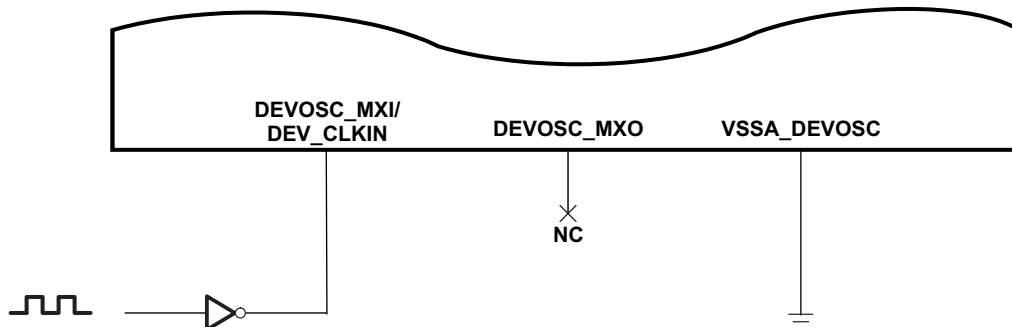 DEVOSC_MXI/
DEV_CLKIN
DEVOSC_MXO
VSSA_DEVOSC
NC